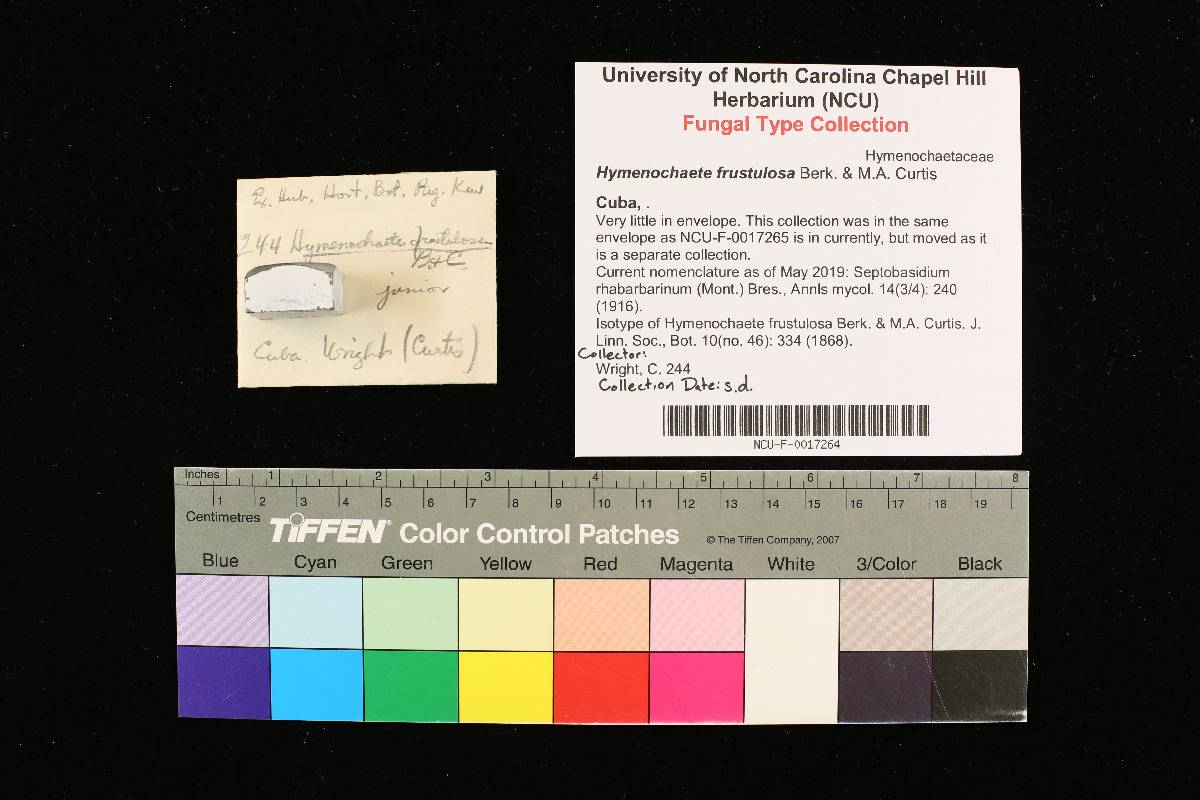 Ex. Herb. Hort. Bot. Reg. Kew
244 Hymenochaete frustulosa
B&C
junior
Cuba. Wright (Curtis)
University of North Carolina Chapel Hill
Herbarium (NCU)
Fungal Type Collection
Hymenochaetaceae
Hymenochaete frustulosa Berk. & M.A. Curtis
Cuba, .
Very little in envelope. This collection was in the same
envelope as NCU-F-0017265 is in currently, but moved as it
is a separate collection.
Current nomenclature as of May 2019: Septobasidium
rhabarbarinum (Mont.) Bres., Annls mycol. 14(3/4): 240
(1916).
Isotype of Hymenochaete frustulosa Berk. & M.A. Curtis. J.
Linn. Soc., Bot. 10(no. 46): 334 (1868).
Collector:
Wright, C. 244
Collection Date: s.d.
NCU-F-0017264
Inches 1 2 3 4 5 6 7 8
1 2 3 4 5 6 7 8 9 10 11 12 13 14 15 16 17 18 19
Centimetres
TIFFEN® Color Control Patches © The Tiffen Company, 2007
Blue Cyan Green Yellow Red Magenta White 3/Color Black